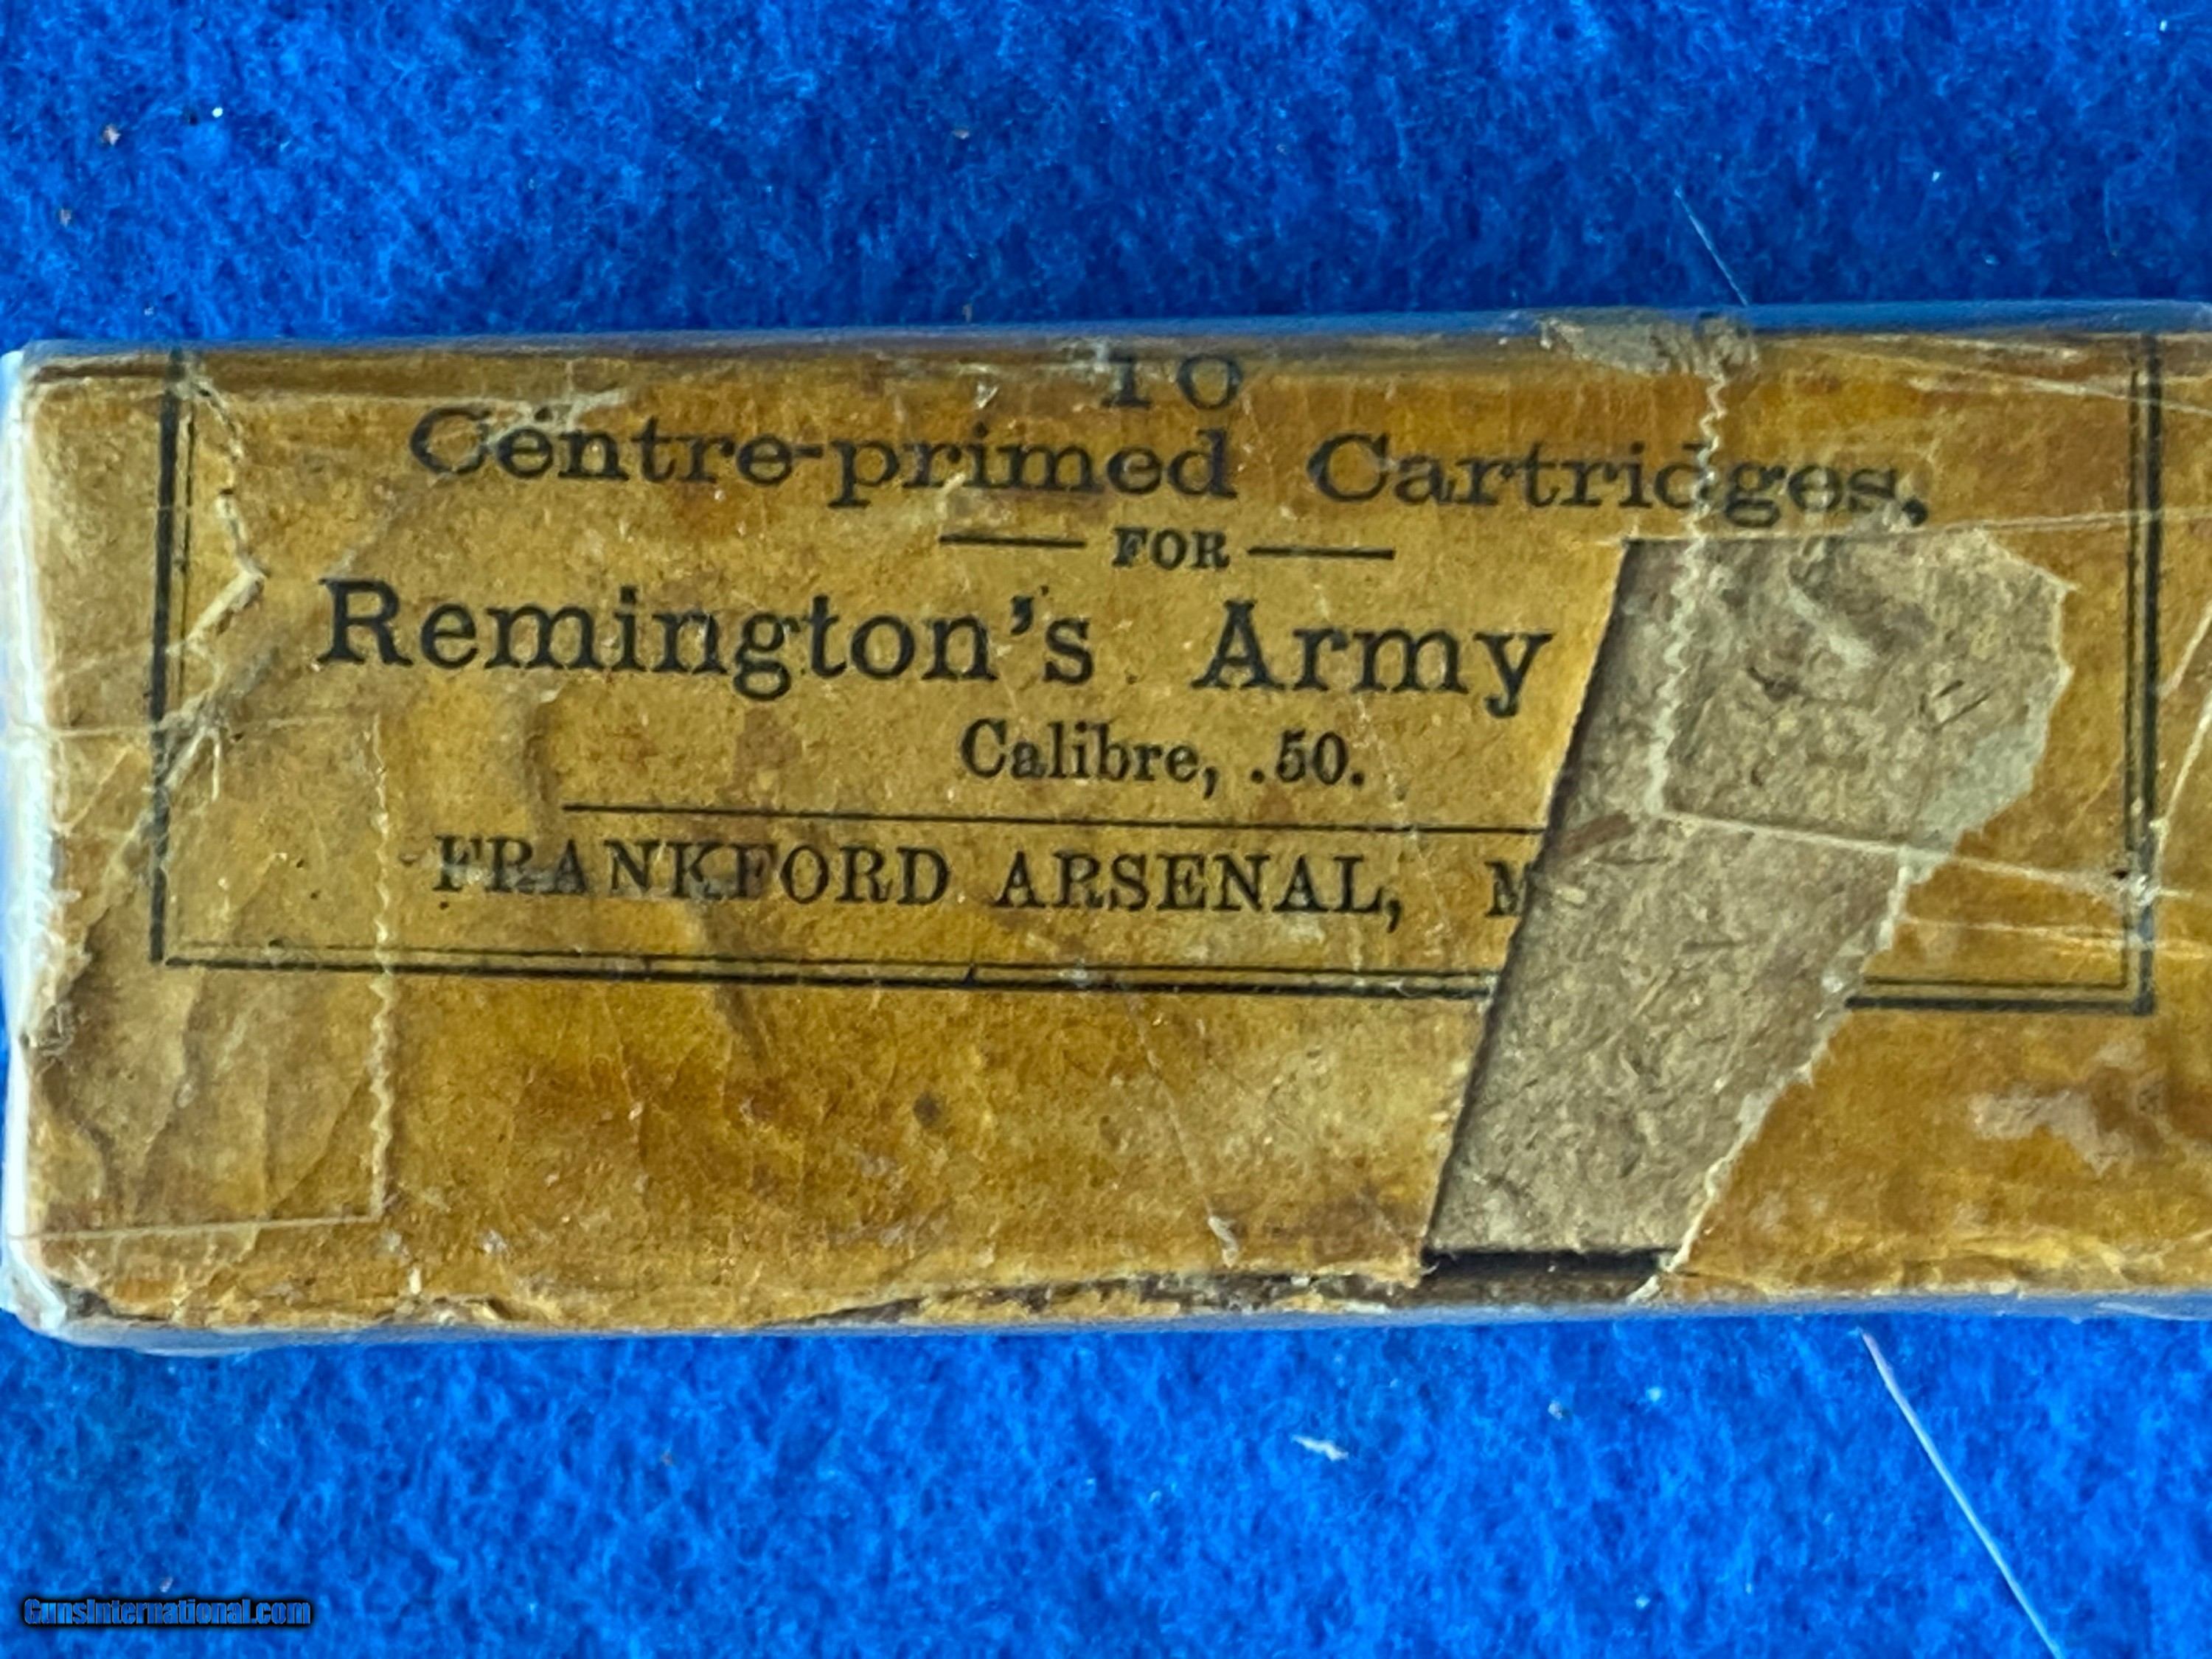 10
Centre-primed Cartridges,
FOR
Remington's Army
Calibre, .50.
FRANKFORD ARSENAL, M
GunsInternational.com